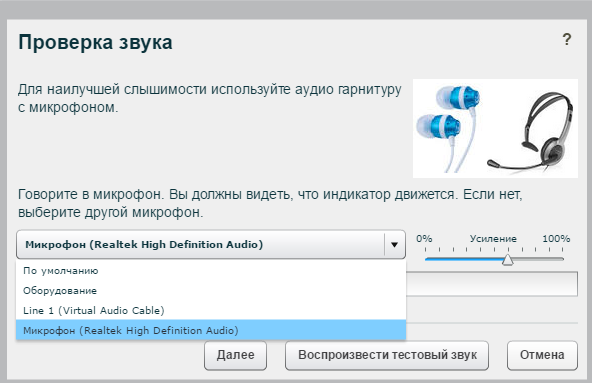 Проверка звука
?
Для наилучшей слышимости используйте аудио гарнитуру
с микрофоном.
Говорите в микрофон. Вы должны видеть, что индикатор движется. Если нет,
выберите другой микрофон.
Микрофон (Realtek High Definition Audio)
0% Усиление 100%
По умолчанию
Оборудование
Line 1 (Virtual Audio Cable)
Микрофон (Realtek High Definition Audio)
Далее Воспроизвести тестовый звук Отмена